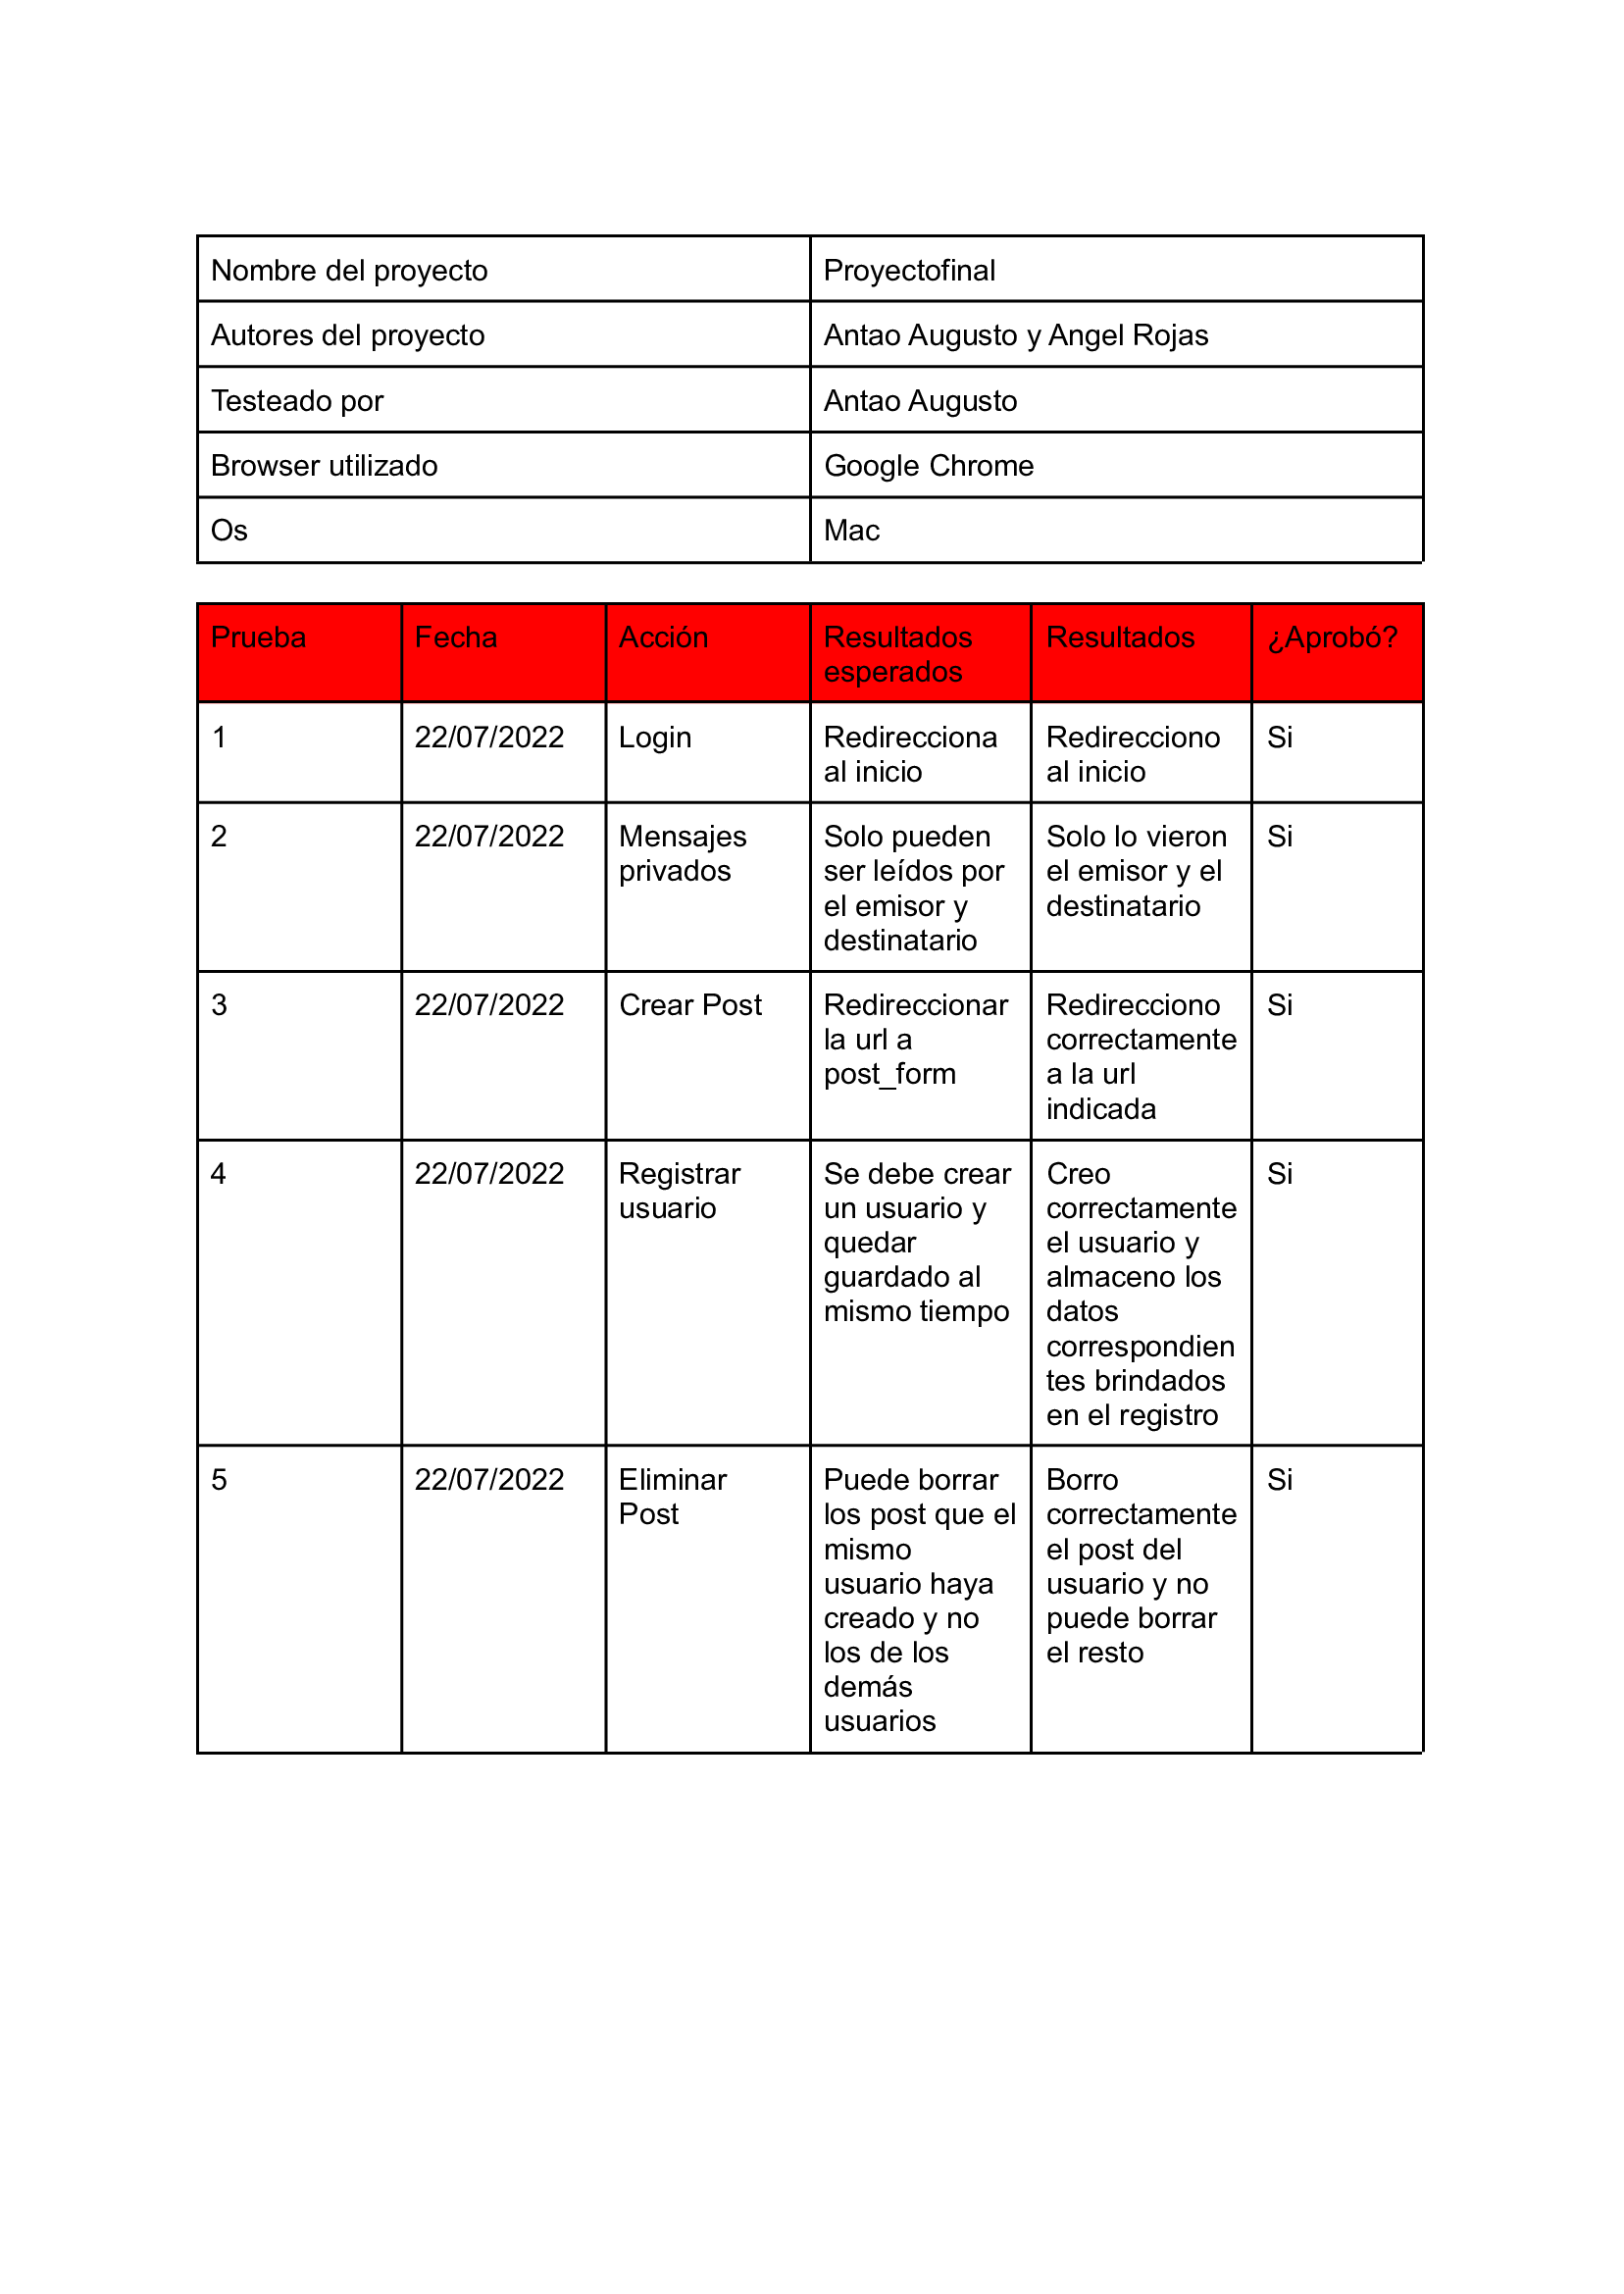 Nombre del proyecto Proyectofinal
Autores del proyecto Antao Augusto y Angel Rojas
Testeado por Antao Augusto
Browser utilizado Google Chrome
Os Mac
Prueba Fecha Acción Resultados esperados Resultados ¿Aprobó?
1 22/07/2022 Login Redirecciona al inicio Redirecciono al inicio Si
2 22/07/2022 Mensajes privados Solo pueden ser leídos por el emisor y destinatario Solo lo vieron el emisor y el destinatario Si
3 22/07/2022 Crear Post Redireccionar la url a post_form Redirecciono correctamente a la url indicada Si
4 22/07/2022 Registrar usuario Se debe crear un usuario y quedar guardado al mismo tiempo Creo correctamente el usuario y almaceno los datos correspondientes brindados en el registro Si
5 22/07/2022 Eliminar Post Puede borrar los post que el mismo usuario haya creado y no los de los demás usuarios Borro correctamente el post del usuario y no puede borrar el resto Si